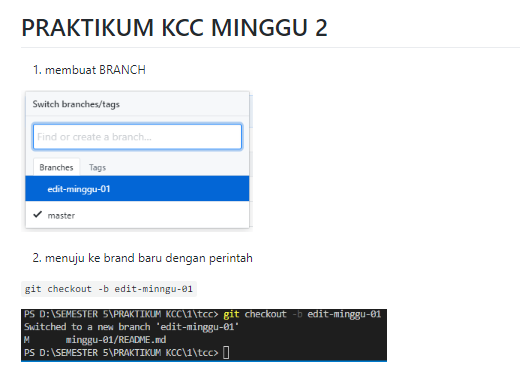 PRAKTIKUM KCC MINGGU 2
1. membuat BRANCH
Switch branches/tags
Find or create a branch...
Branches Tags
edit-minggu-01
master
2. menuju ke brand baru dengan perintah
git checkout -b edit-minngu-01
PS D:\SEMESTER 5\PRAKTIKUM KCC\1\tcc> git checkout -b edit-minggu-01
Switched to a new branch 'edit-minggu-01'
M minggu-01/README.md
PS D:\SEMESTER 5\PRAKTIKUM KCC\1\tcc>